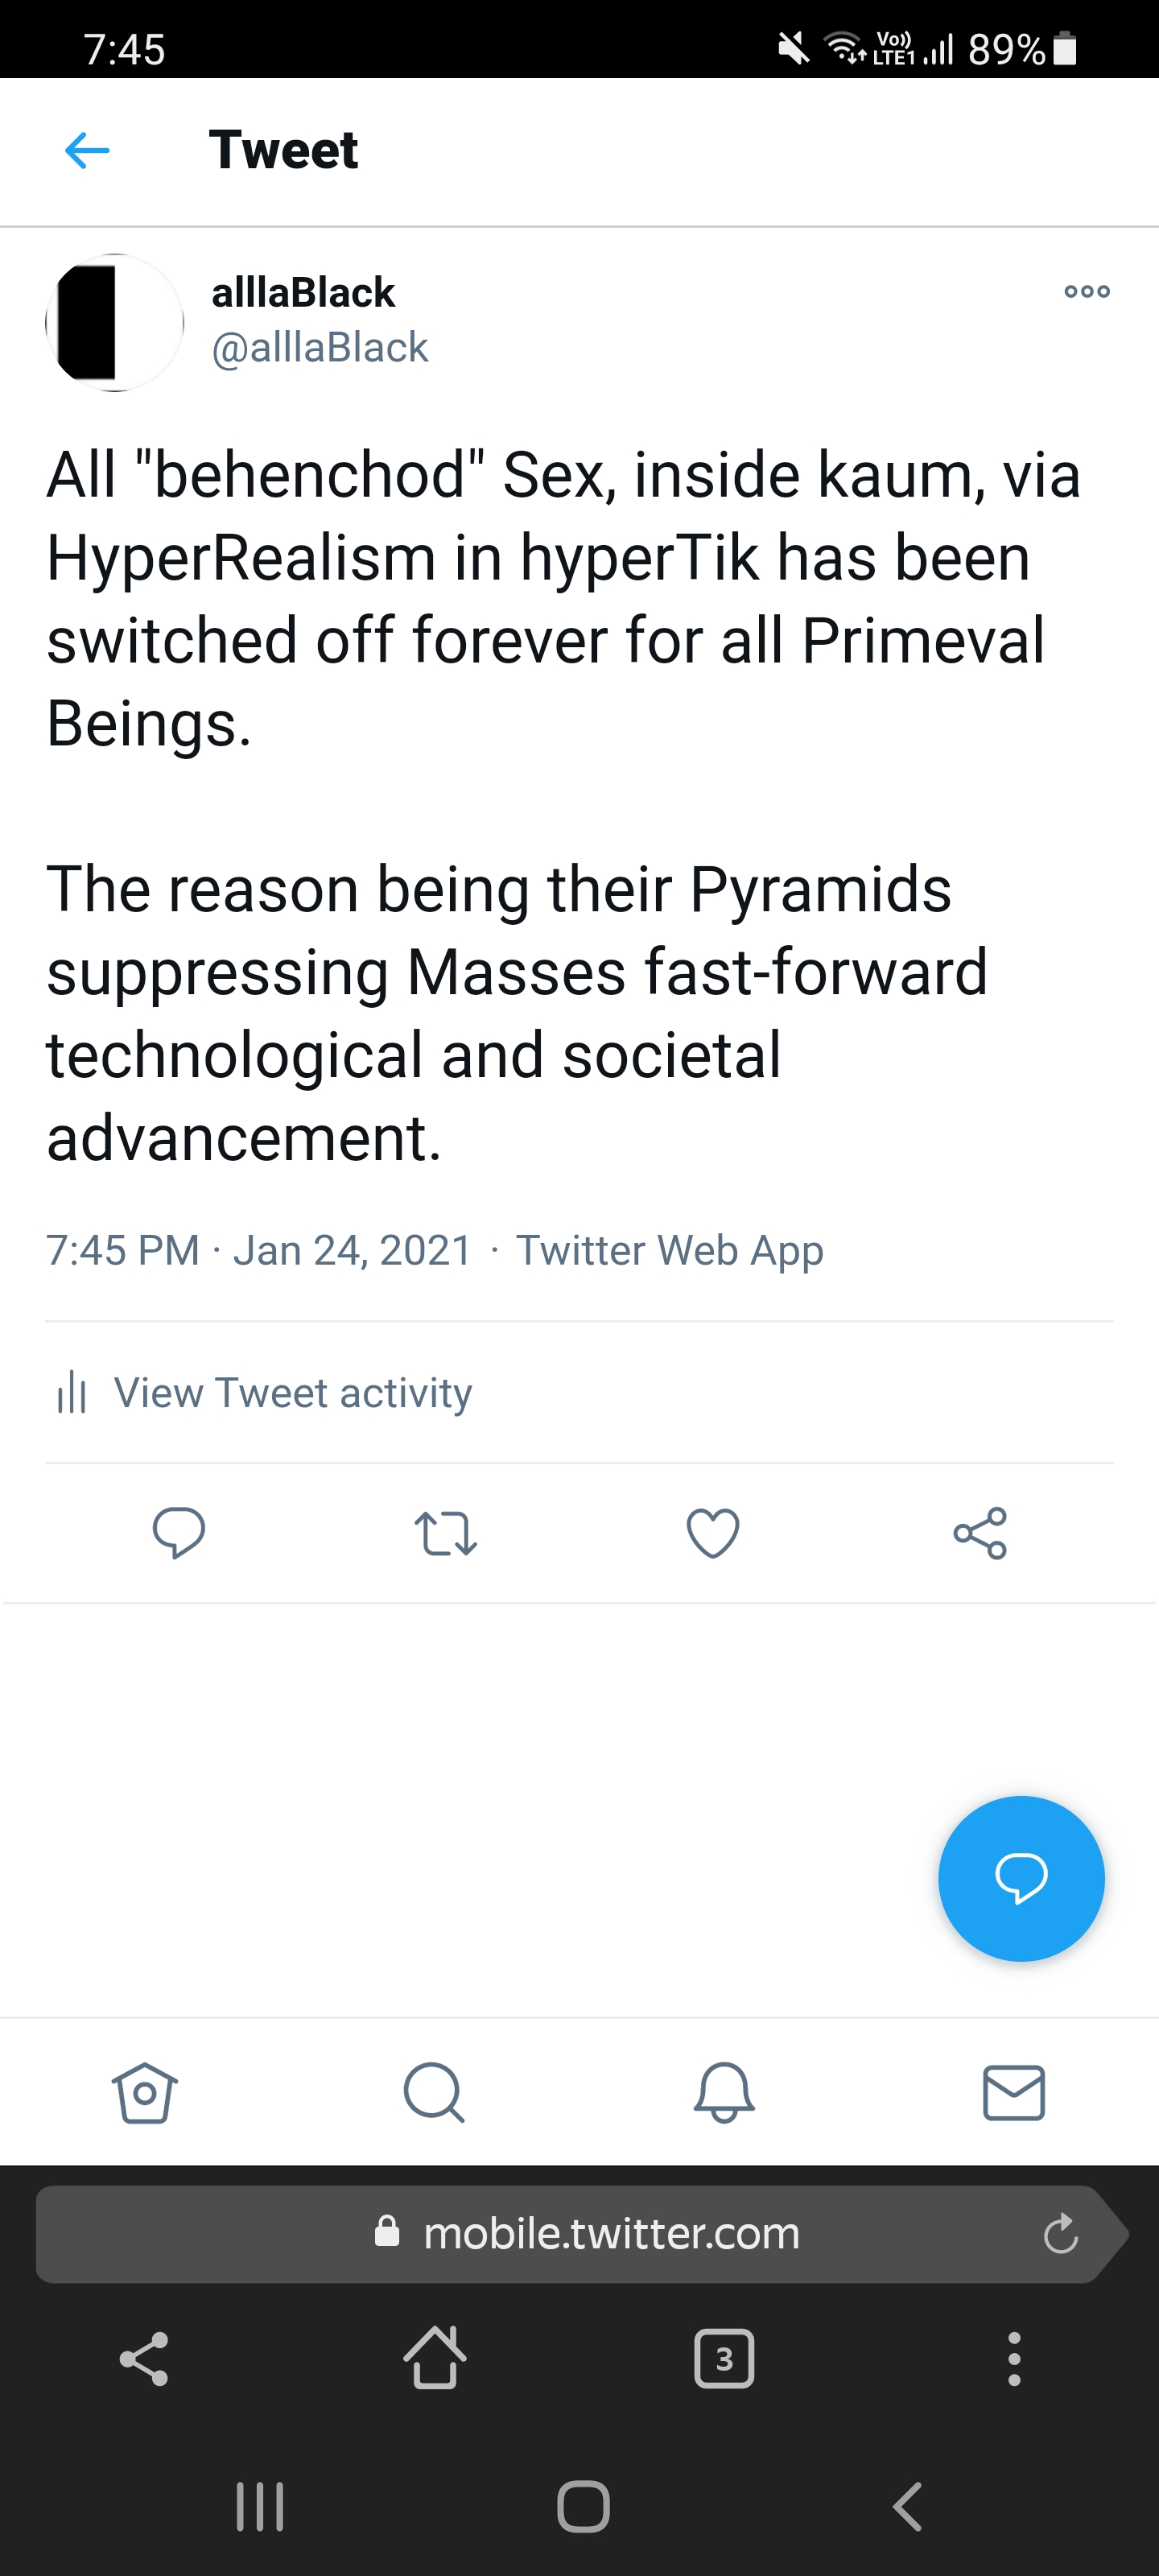 7:45
Vo)) LTE1 89%
Tweet
alllaBlack
@alllaBlack
All "behenchod" Sex, inside kaum, via
HyperRealism in hyperTik has been
switched off forever for all Primeval
Beings.
The reason being their Pyramids
suppressing Masses fast-forward
technological and societal
advancement.
7:45 PM · Jan 24, 2021 · Twitter Web App
View Tweet activity
mobile.twitter.com
3